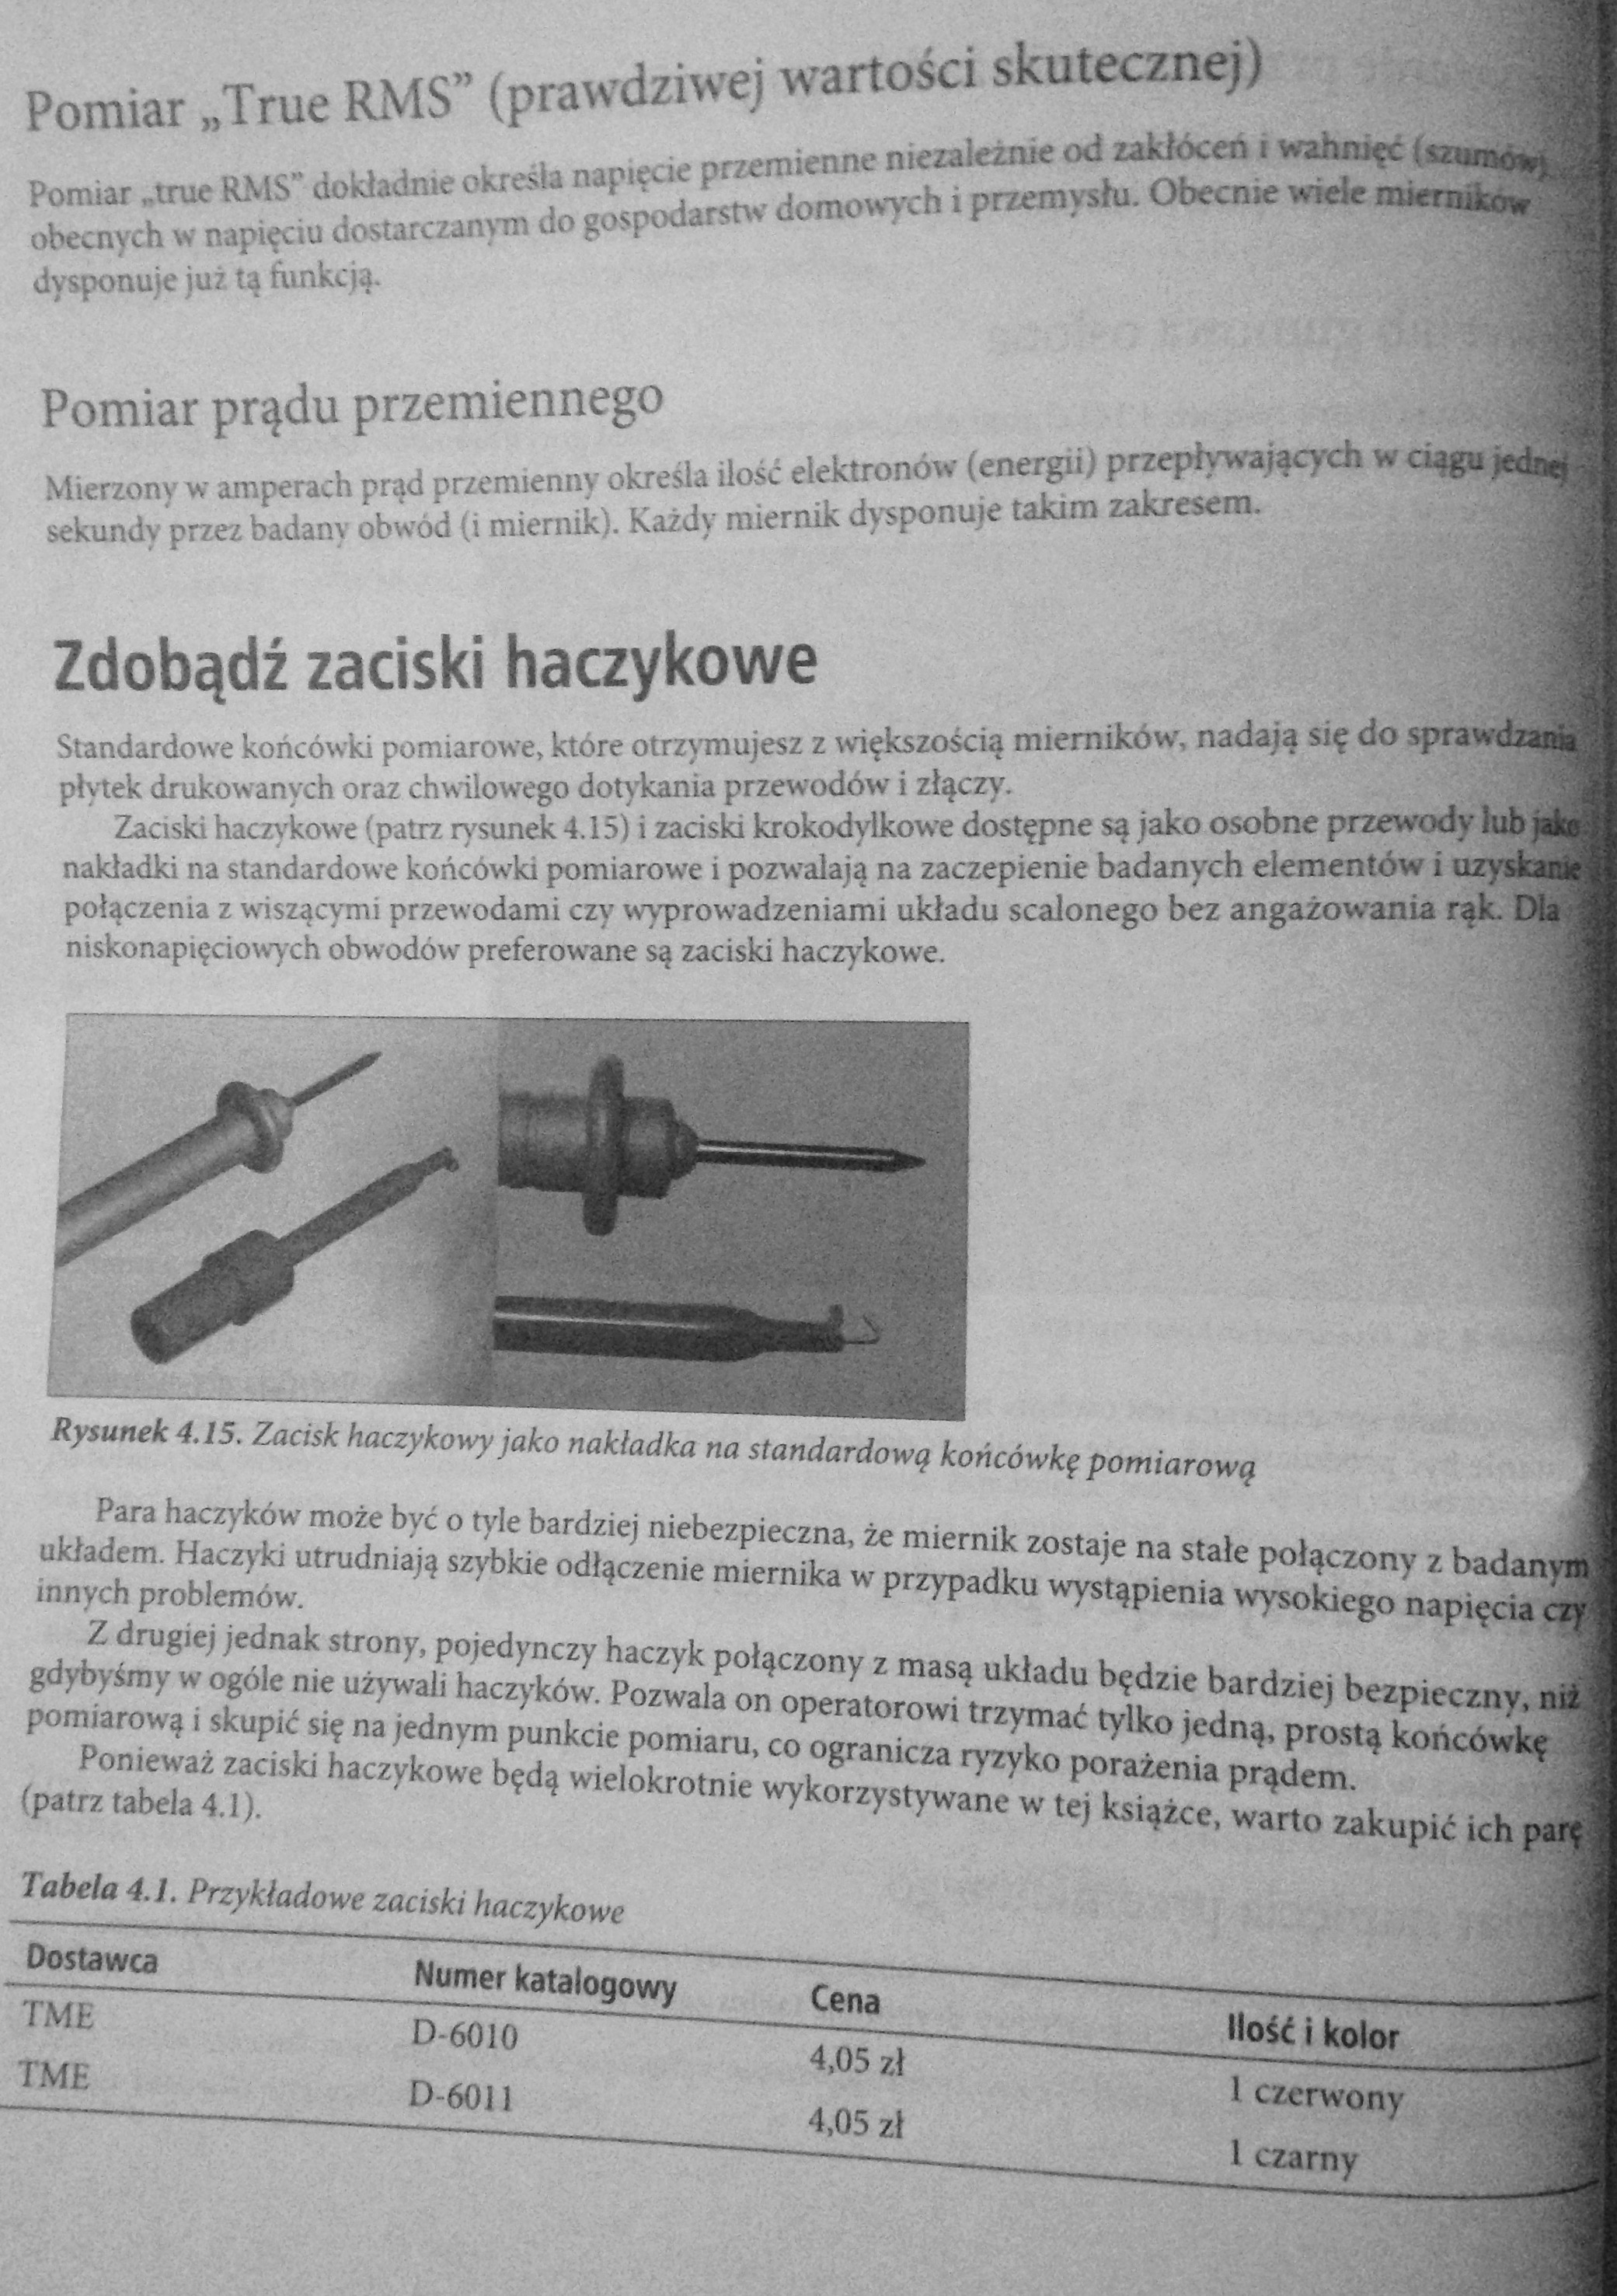 Pomiar „True RMS” (prawdziwej wartości skutecznej)
Pomiar „true RMS” dokładnie określa napięcie przemienne niezależnie od zakłóceń i wahnięć (szumów),
obecnych w napięciu dostarczanym do gospodarstw domowych i przemysłu. Obecnie wiele mierników
dysponuje już tą funkcją.
Pomiar prądu przemiennego
Mierzony w amperach prąd przemienny określa ilość elektronów (energii) przepływających w ciągu jednej
sekundy przez badany obwód (i miernik). Każdy miernik dysponuje takim zakresem.
Zdobądź zaciski haczykowe
Standardowe końcówki pomiarowe, które otrzymujesz z większością mierników, nadają się do sprawdzania
płytek drukowanych oraz chwilowego dotykania przewodów i złączy.
Zaciski haczykowe (patrz rysunek 4.15) i zaciski krokodylkowe dostępne są jako osobne przewody lub jako
nakładki na standardowe końcówki pomiarowe i pozwalają na zaczepienie badanych elementów i uzyskanie
połączenia z wiszącymi przewodami czy wyprowadzeniami układu scalonego bez angażowania rąk. Dla
niskonapięciowych obwodów preferowane są zaciski haczykowe.
Rysunek 4.15. Zacisk haczykowy jako nakładka na standardową końcówkę pomiarową
Para haczyków może być o tyle bardziej niebezpieczna, że miernik zostaje na stałe połączony z badanym
układem. Haczyki utrudniają szybkie odłączenie miernika w przypadku wystąpienia wysokiego napięcia czy
innych problemów.
Z drugiej jednak strony, pojedynczy haczyk połączony z masą układu będzie bardziej bezpieczny, niż
gdybyśmy w ogóle nie używali haczyków. Pozwala on operatorowi trzymać tylko jedną, prostą końcówkę
pomiarową i skupić się na jednym punkcie pomiaru, co ogranicza ryzyko porażenia prądem.
Ponieważ zaciski haczykowe będą wielokrotnie wykorzystywane w tej książce, warto zakupić ich parę
(patrz tabela 4.1).
Tabela 4.1. Przykładowe zaciski haczykowe
Dostawca Numer katalogowy Cena Ilość i kolor
TME D-6010 4,05 zł 1 czerwony
TME D-6011 4,05 zł 1 czarny